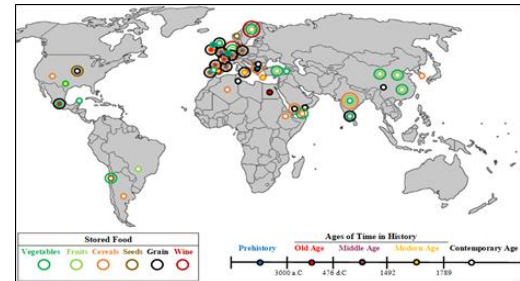 Stored Food
Vegetables Fruits Cereals Seeds Grain Wine
Ages of Time in History
Prehistory Old Age Middle Age Modern Age Contemporary Age
3000 a.C 476 d.C 1492 1789